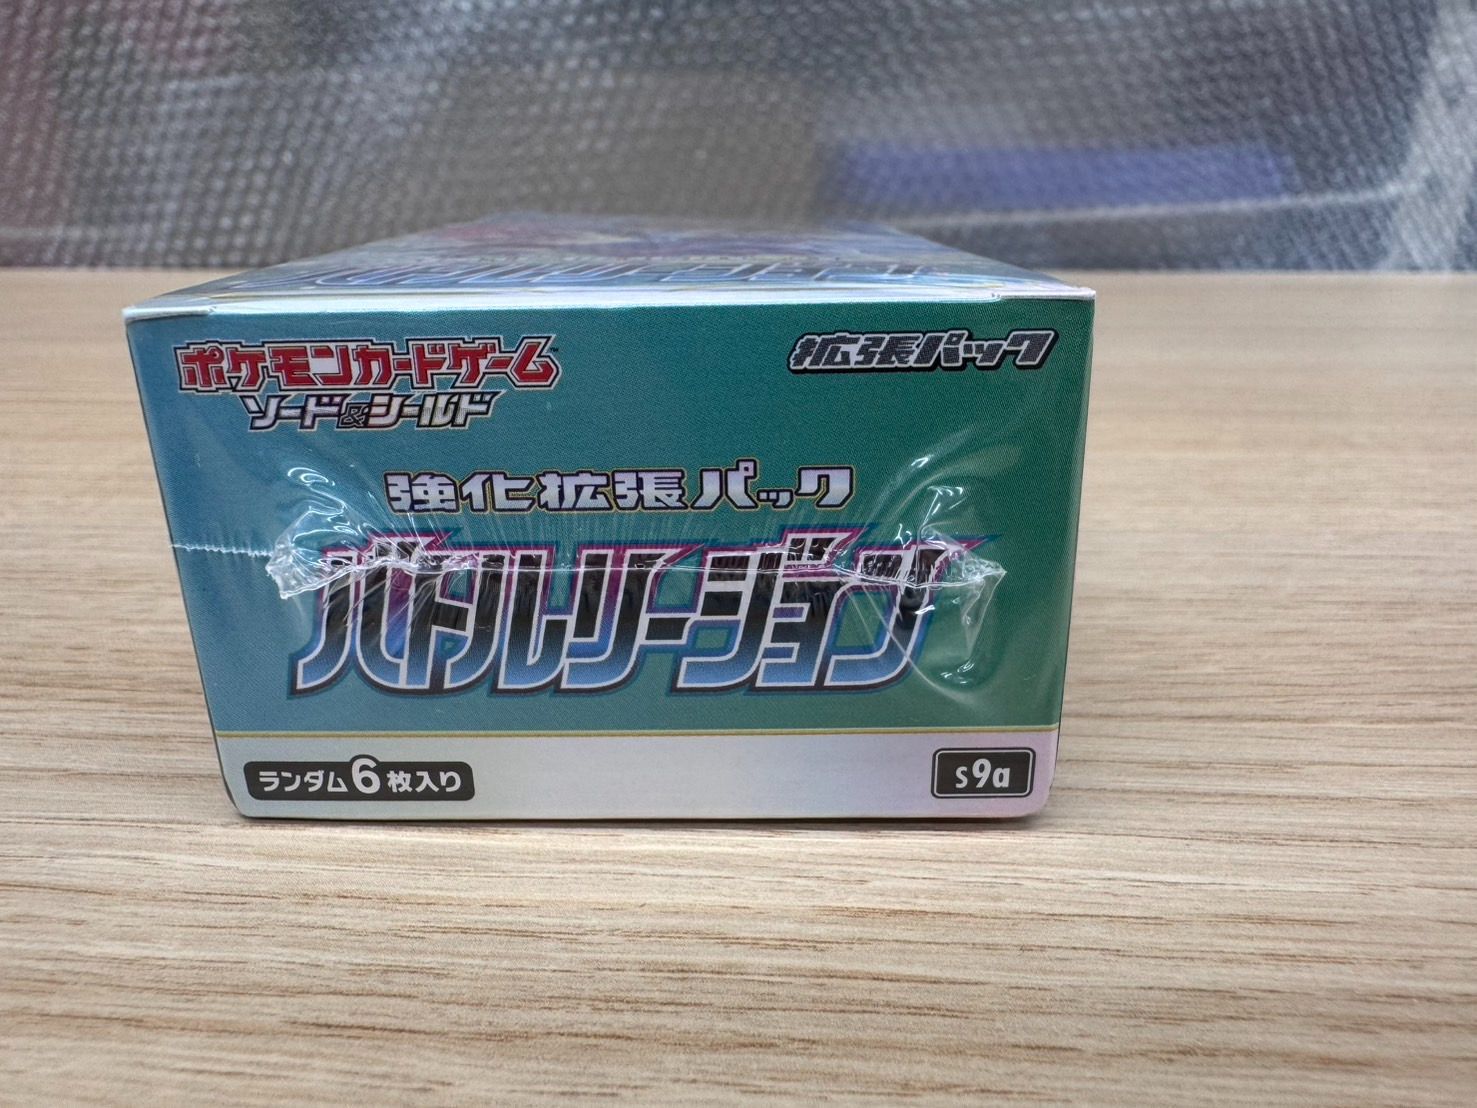 ポケモンカードゲーム
ソード&シールド
拡張パック
強化拡張パック
バトルリージョン
ランダム6枚入り
s9a